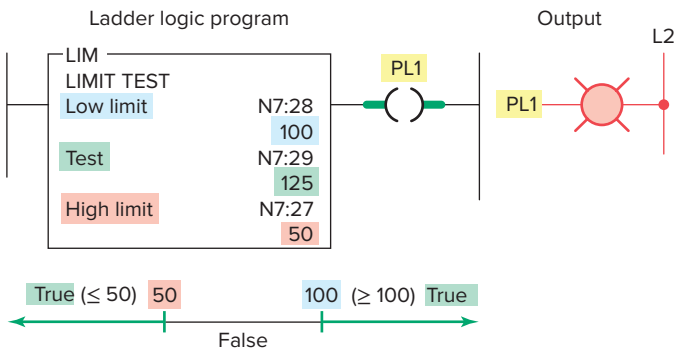 Ladder logic program
Output
L2
LIM
LIMIT TEST
Low limit N7:28
100
Test N7:29
125
High limit N7:27
50
PL1
PL1
True (≤ 50) 50 100 (≥ 100) True
False